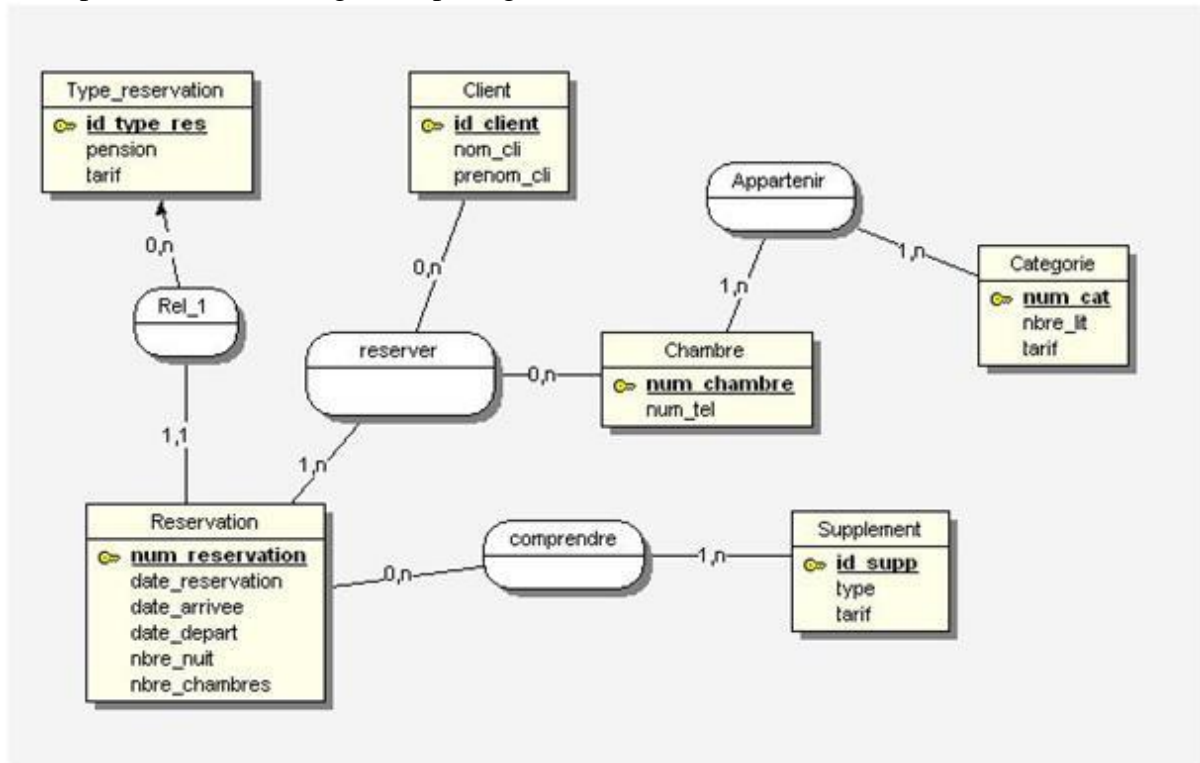 Type_reservation
id_type_res
pension
tarif
Client
id_client
nom_cli
prenom_cli
Appartenir
0,n
0,n
1,n
1,n
Categorie
num_cat
nbre_lit
tarif
Rel_1
reserver
0,n
Chambre
num_chambre
num_tel
1,1
1,n
Reservation
num_reservation
date_reservation
date_arrivee
date_depart
nbre_nuit
nbre_chambres
0,n
comprendre
1,n
Supplement
id_supp
type
tarif